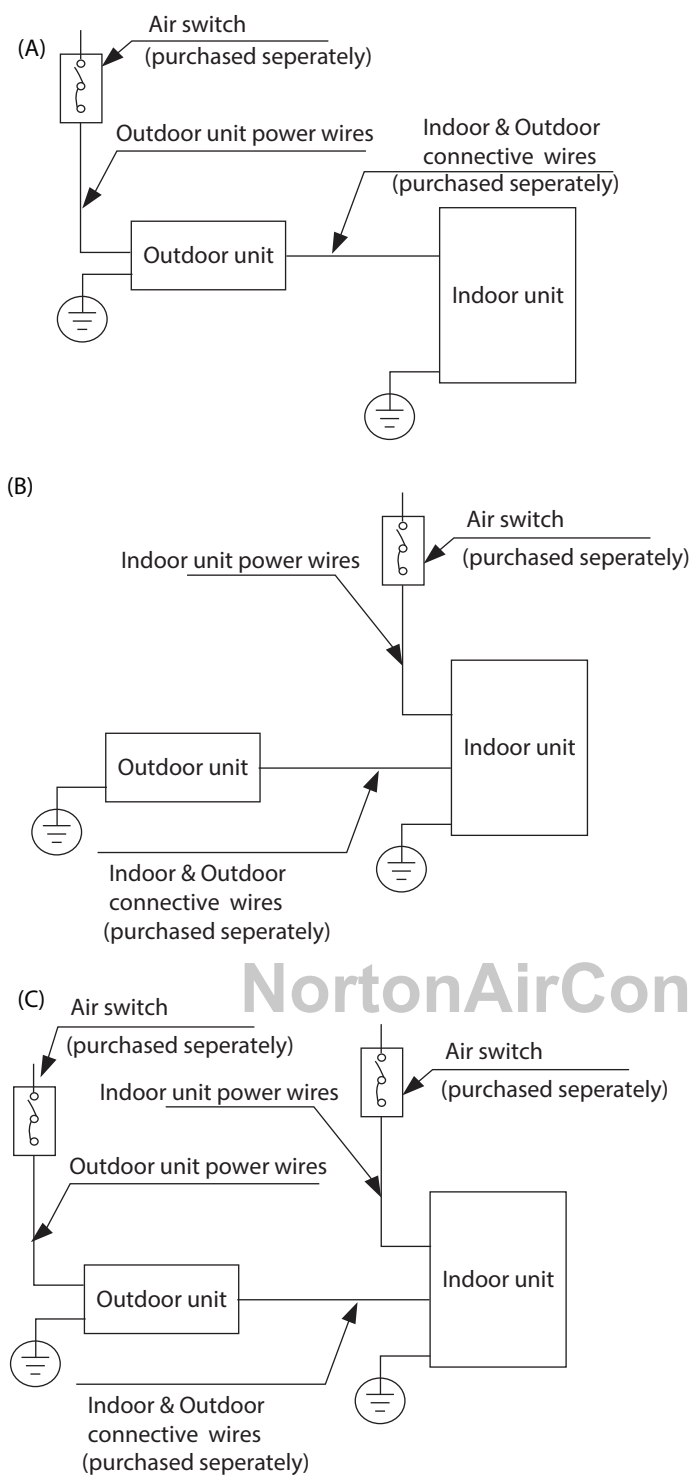 (A)
Air switch
(purchased seperately)
Outdoor unit power wires
Indoor & Outdoor
connective wires
(purchased seperately)
Outdoor unit
Indoor unit
(B)
Air switch
(purchased seperately)
Indoor unit power wires
Indoor unit
Outdoor unit
Indoor & Outdoor
connective wires
(purchased seperately)
NortonAirCon
(C)
Air switch
(purchased seperately)
Air switch
(purchased seperately)
Indoor unit power wires
Outdoor unit power wires
Indoor unit
Outdoor unit
Indoor & Outdoor
connective wires
(purchased seperately)